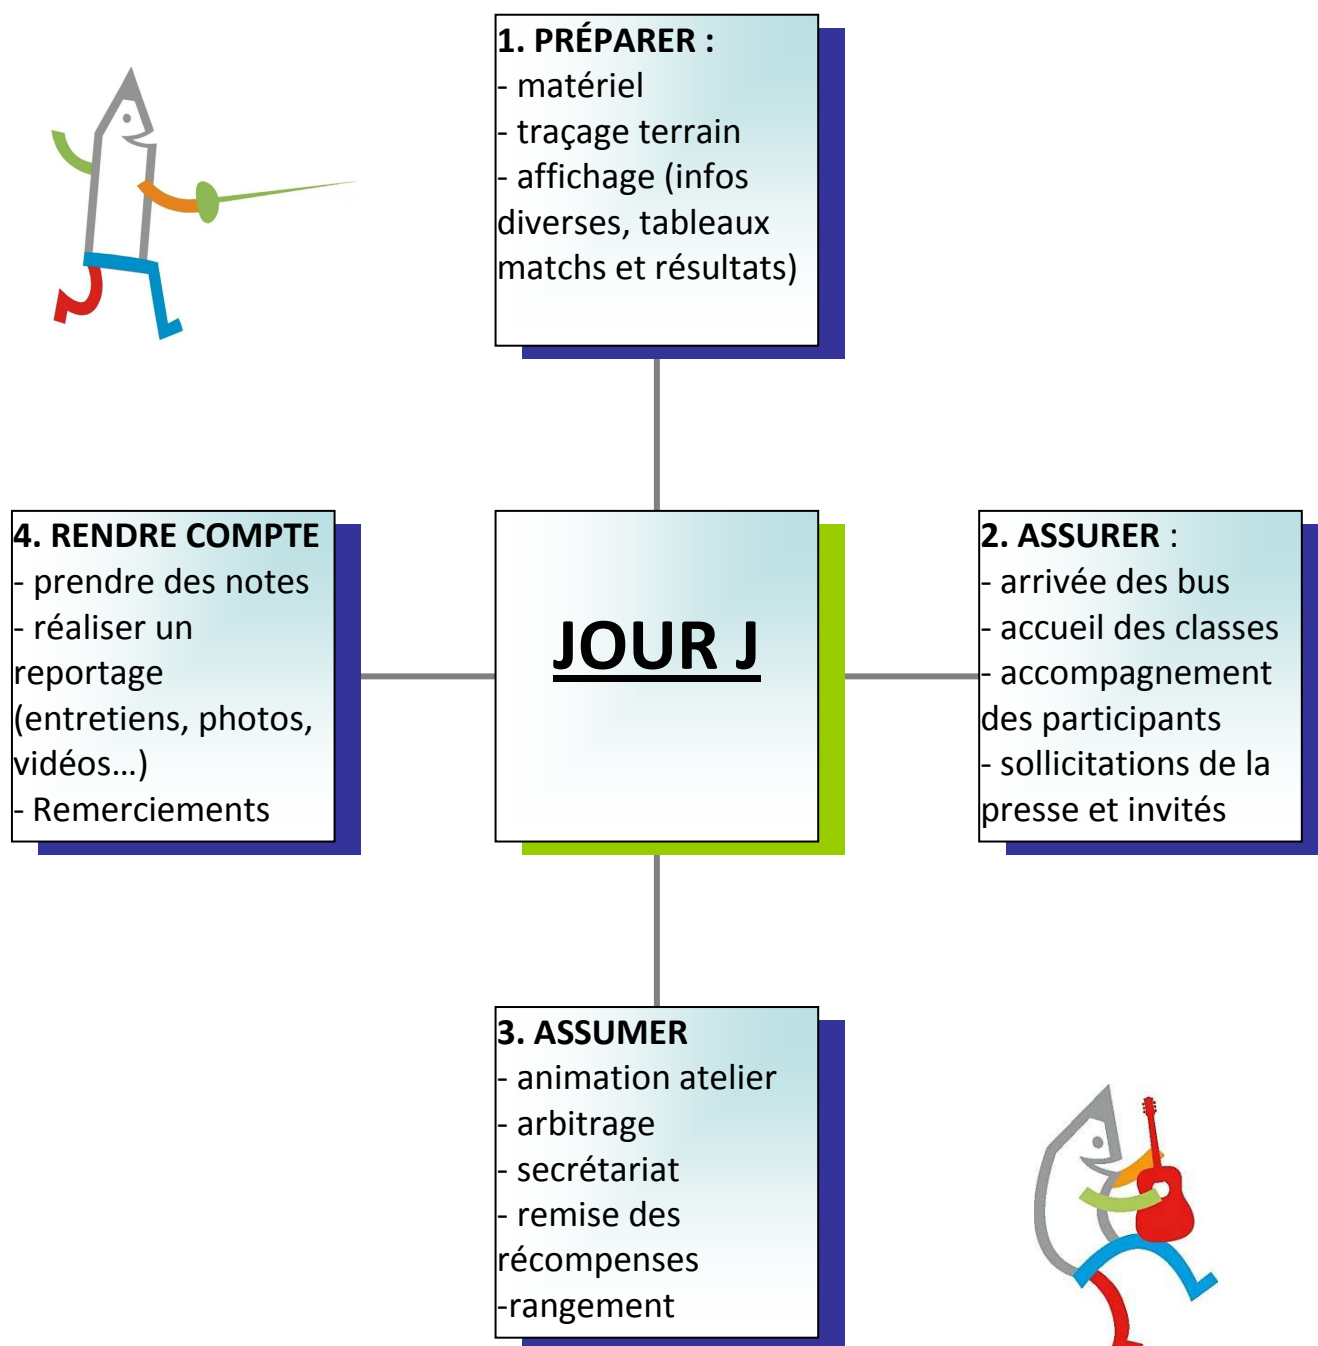 1. PRÉPARER :
- matériel
- traçage terrain
- affichage (infos
diverses, tableaux
matchs et résultats)
4. RENDRE COMPTE
- prendre des notes
- réaliser un
reportage
(entretiens, photos,
vidéos…)
- Remerciements
JOUR J
2. ASSURER :
- arrivée des bus
- accueil des classes
- accompagnement
des participants
- sollicitations de la
presse et invités
3. ASSUMER
- animation atelier
- arbitrage
- secrétariat
- remise des
récompenses
-rangement